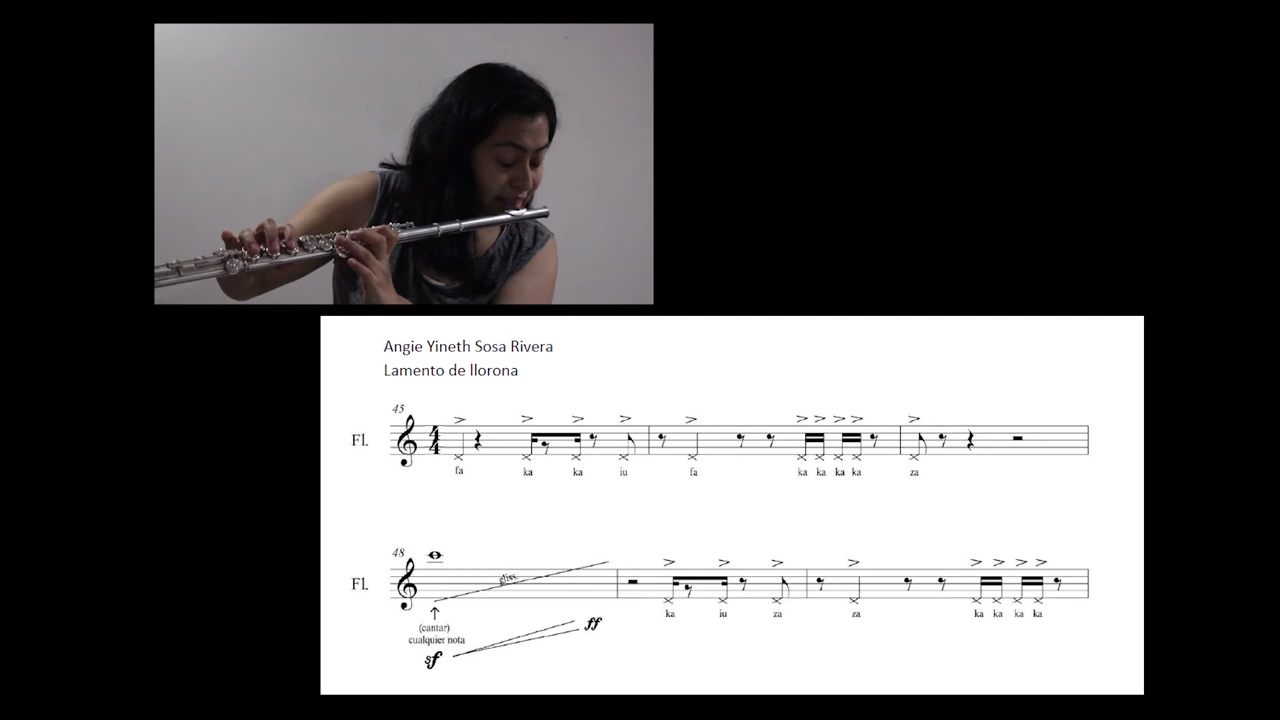 Angie Yineth Sosa Rivera
Lamento de llorona
45
Fl.
fa ka ka iu fa ka ka ka ka za
48
Fl.
gliss.
(cantar)
cualquier nota
sf ff
ka iu za za ka ka ka ka